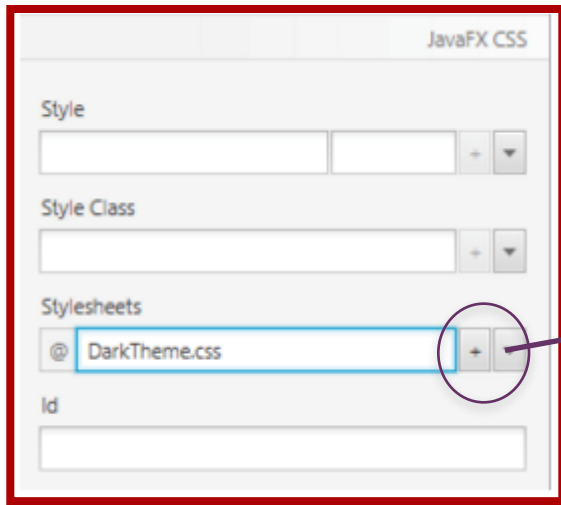 JavaFX CSS
Style
+
Style Class
+
Stylesheets
@ DarkTheme.css +
Id